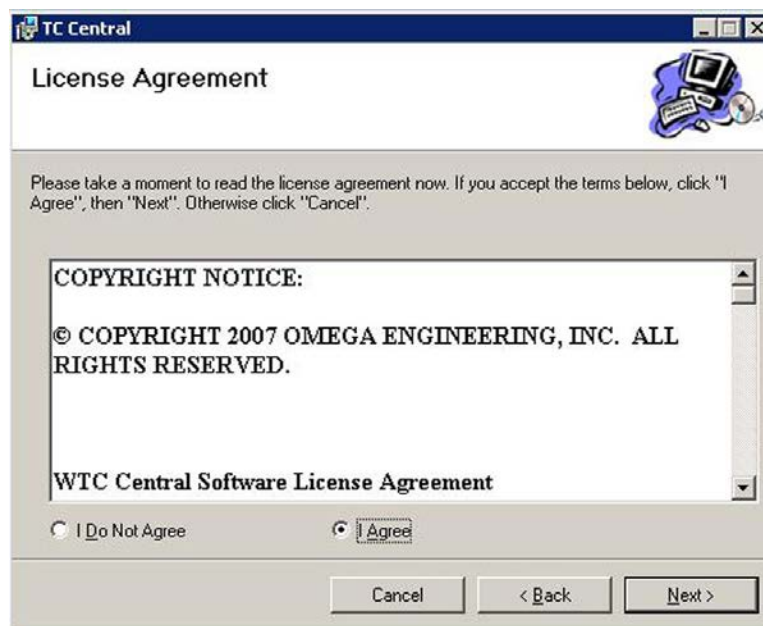 TC Central
License Agreement
Please take a moment to read the license agreement now. If you accept the terms below, click "I
Agree", then "Next". Otherwise click "Cancel".
COPYRIGHT NOTICE:
© COPYRIGHT 2007 OMEGA ENGINEERING, INC.  ALL
RIGHTS RESERVED.
WTC Central Software License Agreement
I Do Not Agree
I Agree
Cancel
< Back
Next >